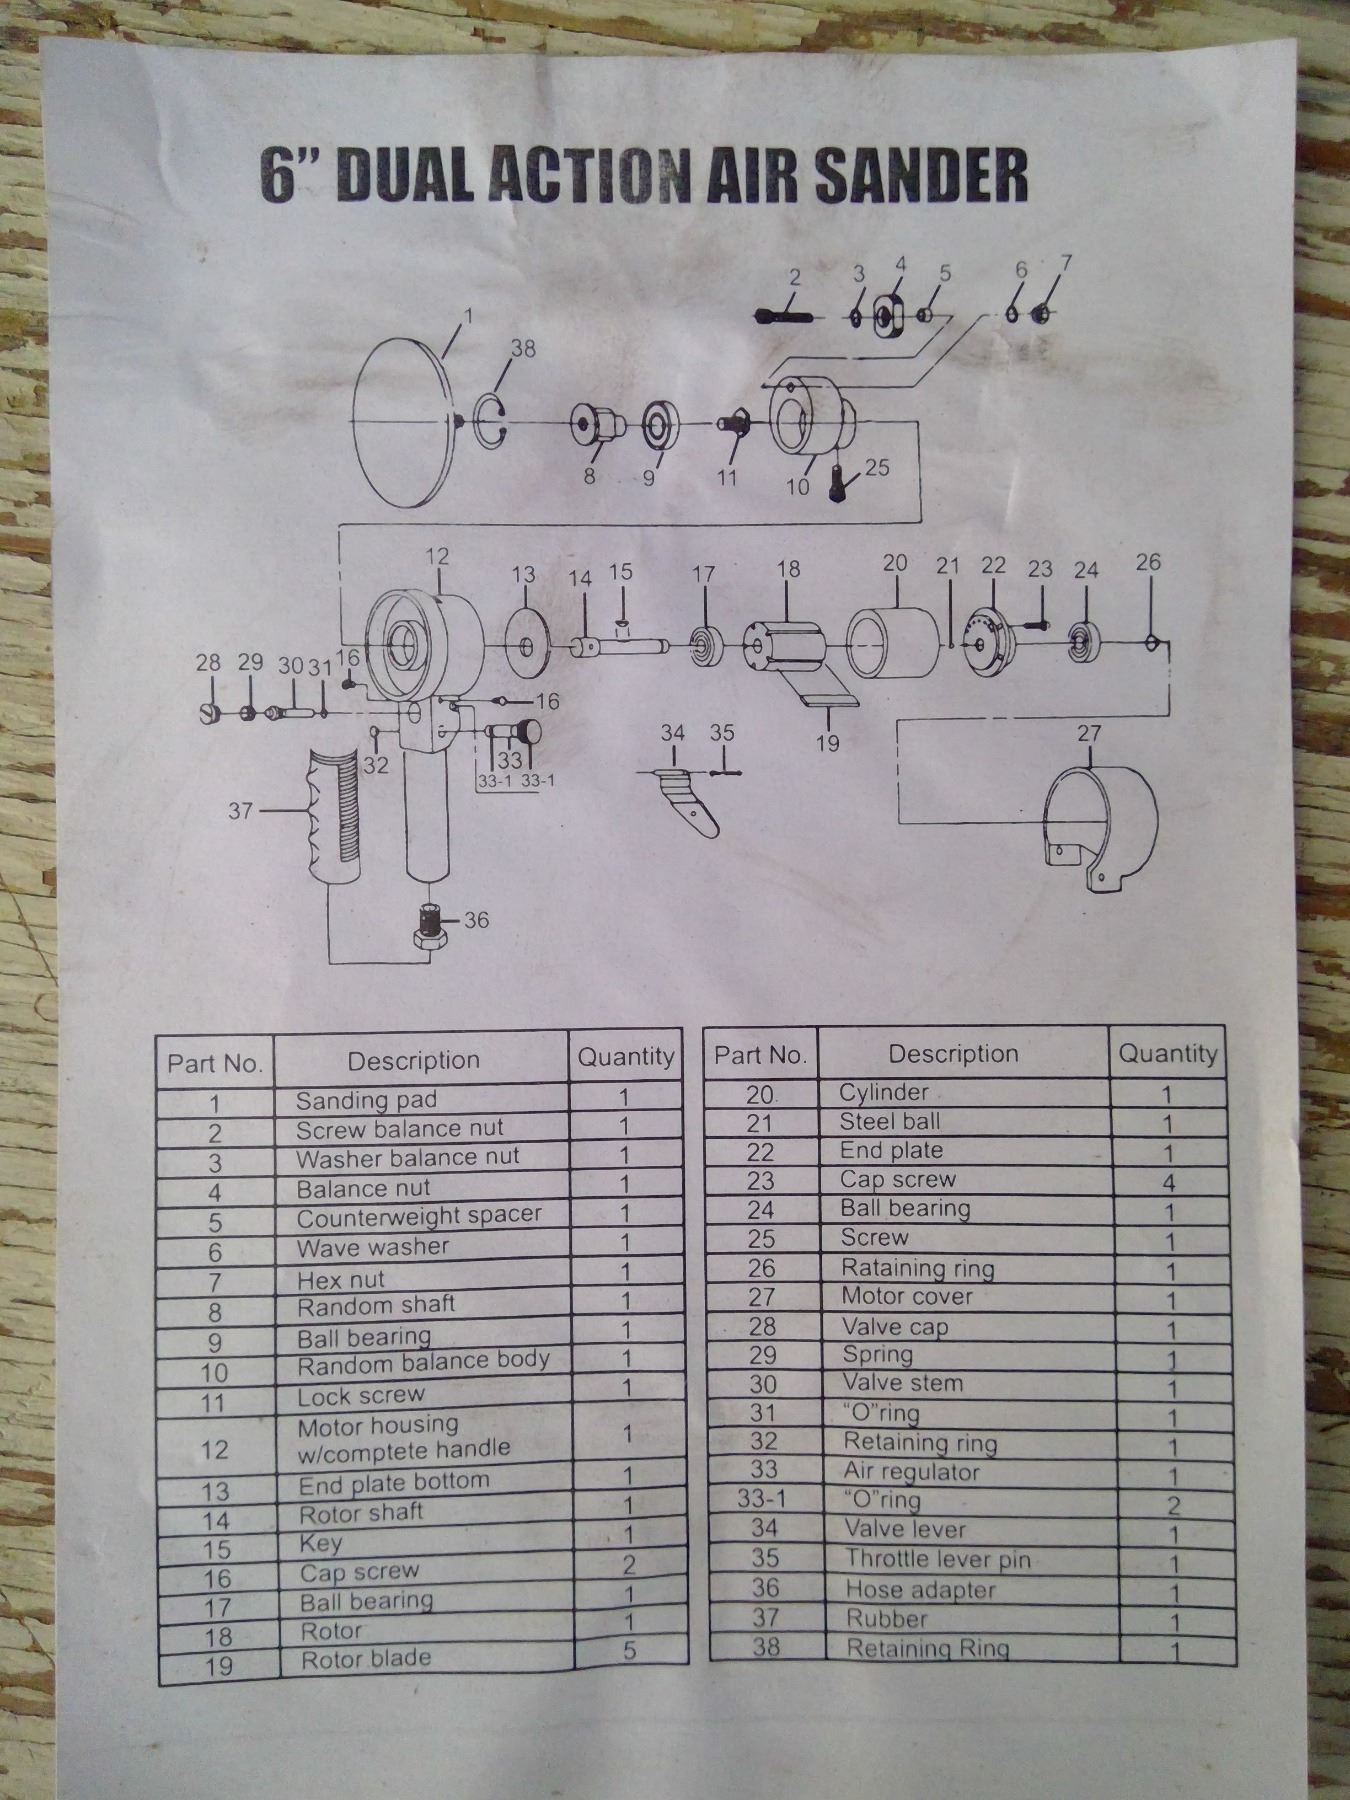 6” DUAL ACTION AIR SANDER
2 3 4 5 6 7
1 38
8 9 11 10 25
12 13 14 15 17 18 20 21 22 23 24 26
28 29 30 31 16
16
19
32 33 34 35 27
33-1 33-1
37
36
Part No. Description Quantity
1 Sanding pad 1
2 Screw balance nut 1
3 Washer balance nut 1
4 Balance nut 1
5 Counterweight spacer 1
6 Wave washer 1
7 Hex nut 1
8 Random shaft 1
9 Ball bearing 1
10 Random balance body 1
11 Lock screw 1
12 Motor housing
w/comptete handle 1
13 End plate bottom 1
14 Rotor shaft 1
15 Key 1
16 Cap screw 2
17 Ball bearing 1
18 Rotor 1
19 Rotor blade 5
Part No. Description Quantity
20 Cylinder 1
21 Steel ball 1
22 End plate 1
23 Cap screw 4
24 Ball bearing 1
25 Screw 1
26 Rataining ring 1
27 Motor cover 1
28 Valve cap 1
29 Spring 1
30 Valve stem 1
31 “O”ring 1
32 Retaining ring 1
33 Air regulator 1
33-1 “O”ring 2
34 Valve lever 1
35 Throttle lever pin 1
36 Hose adapter 1
37 Rubber 1
38 Retaining Ring 1